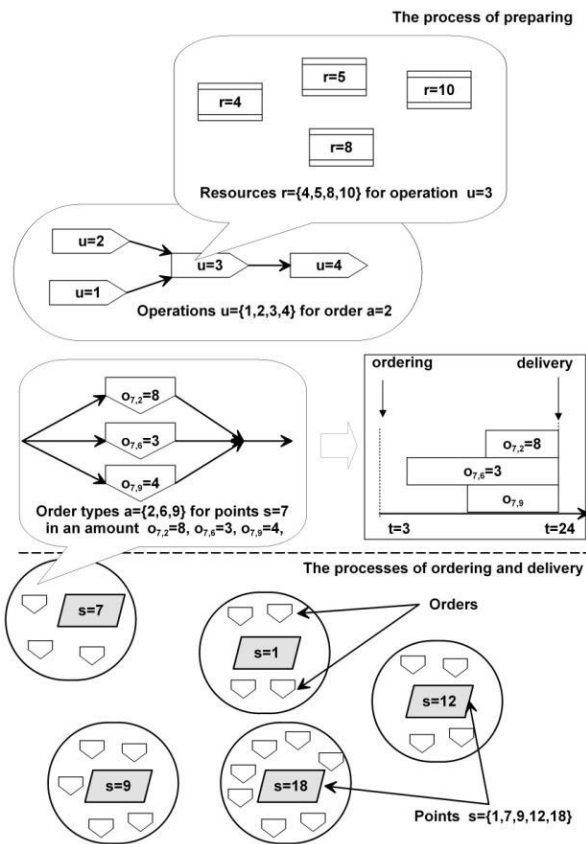 The process of preparing
r=4
r=5
r=10
r=8
Resources r={4,5,8,10} for operation u=3
u=2
u=1
u=3
u=4
Operations u={1,2,3,4} for order a=2
o7,2=8
o7,6=3
o7,9=4
Order types a={2,6,9} for points s=7
in an amount o7,2=8, o7,6=3, o7,9=4,
ordering
delivery
o7,2=8
o7,6=3
o7,9
t=3
t=24
The processes of ordering and delivery
s=7
Orders
s=1
s=12
s=9
s=18
Points s={1,7,9,12,18}